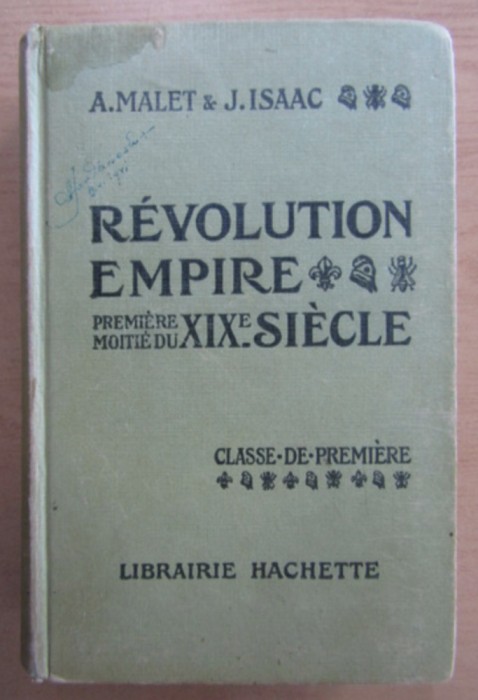 A. MALET & J. ISAAC
RÉVOLUTION
EMPIRE
PREMIÈRE
MOITIÉ DU XIXE SIÈCLE
CLASSE·DE·PREMIÈRE
LIBRAIRIE HACHETTE